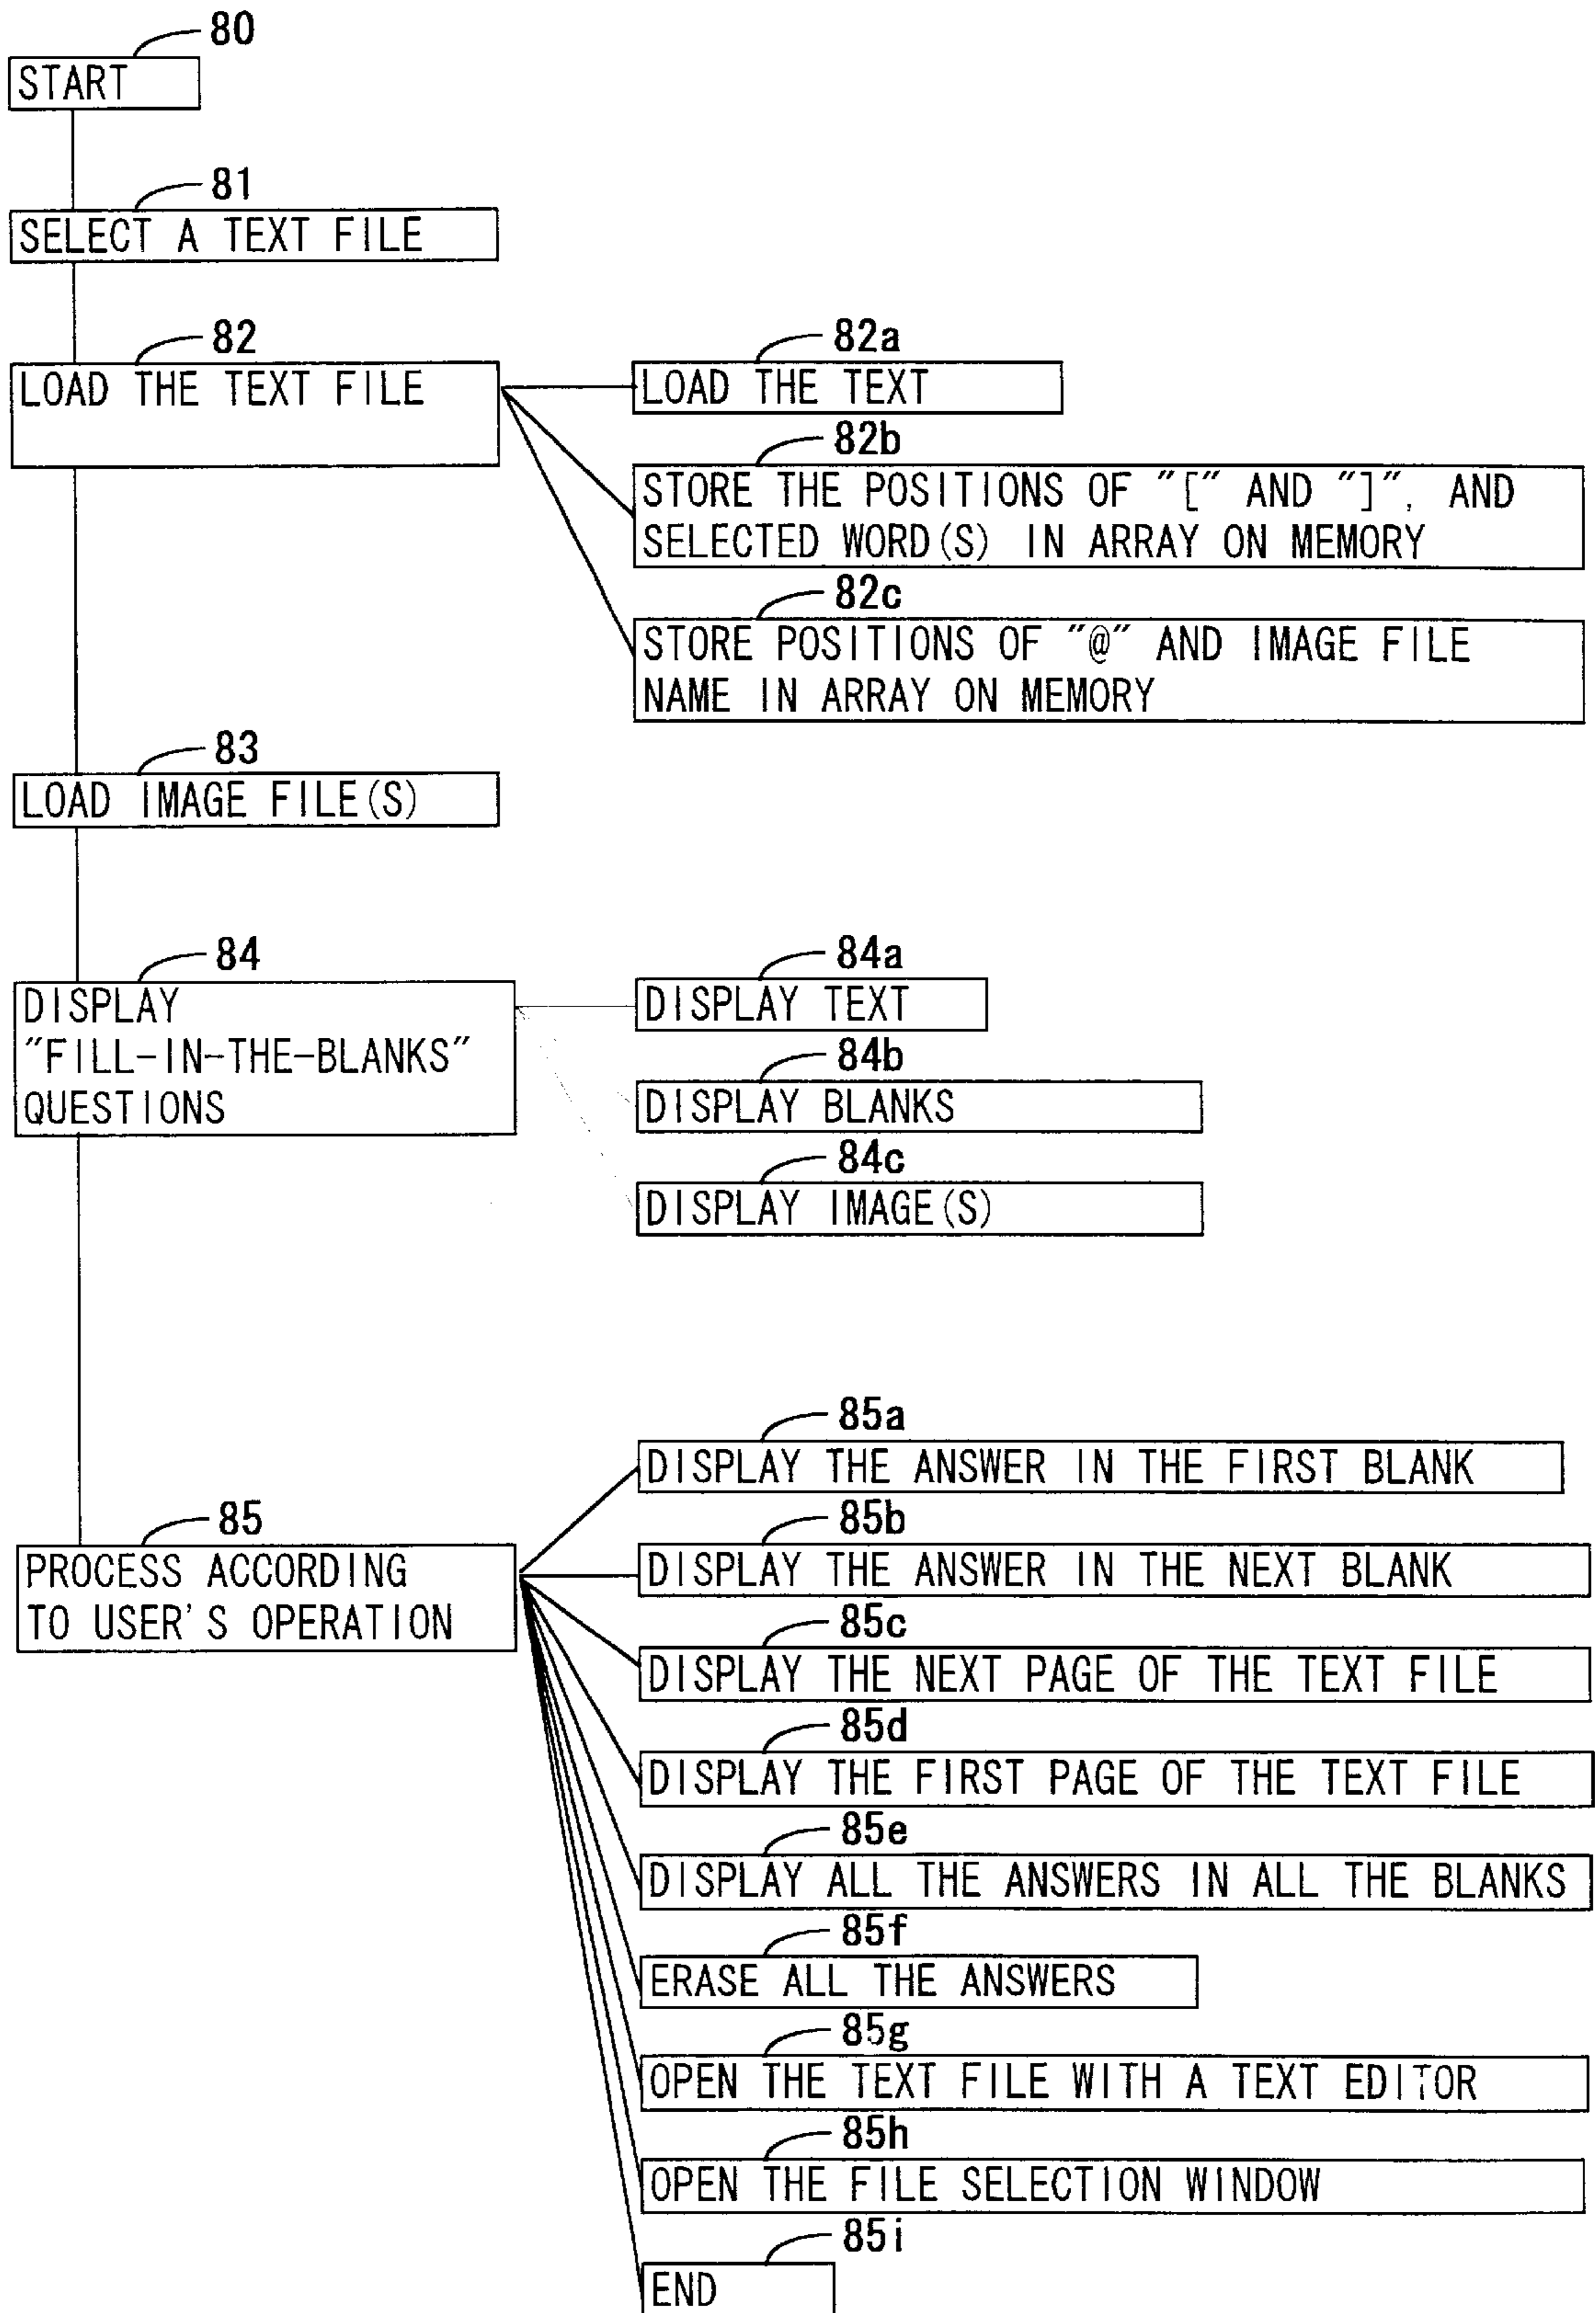 80
START
81
SELECT A TEXT FILE
82
LOAD THE TEXT FILE
82a
LOAD THE TEXT
82b
STORE THE POSITIONS OF "[" AND "]", AND
SELECTED WORD(S) IN ARRAY ON MEMORY
82c
STORE POSITIONS OF "@" AND IMAGE FILE
NAME IN ARRAY ON MEMORY
83
LOAD IMAGE FILE(S)
84
DISPLAY
"FILL-IN-THE-BLANKS"
QUESTIONS
84a
DISPLAY TEXT
84b
DISPLAY BLANKS
84c
DISPLAY IMAGE(S)
85
PROCESS ACCORDING
TO USER'S OPERATION
85a
DISPLAY THE ANSWER IN THE FIRST BLANK
85b
DISPLAY THE ANSWER IN THE NEXT BLANK
85c
DISPLAY THE NEXT PAGE OF THE TEXT FILE
85d
DISPLAY THE FIRST PAGE OF THE TEXT FILE
85e
DISPLAY ALL THE ANSWERS IN ALL THE BLANKS
85f
ERASE ALL THE ANSWERS
85g
OPEN THE TEXT FILE WITH A TEXT EDITOR
85h
OPEN THE FILE SELECTION WINDOW
85i
END